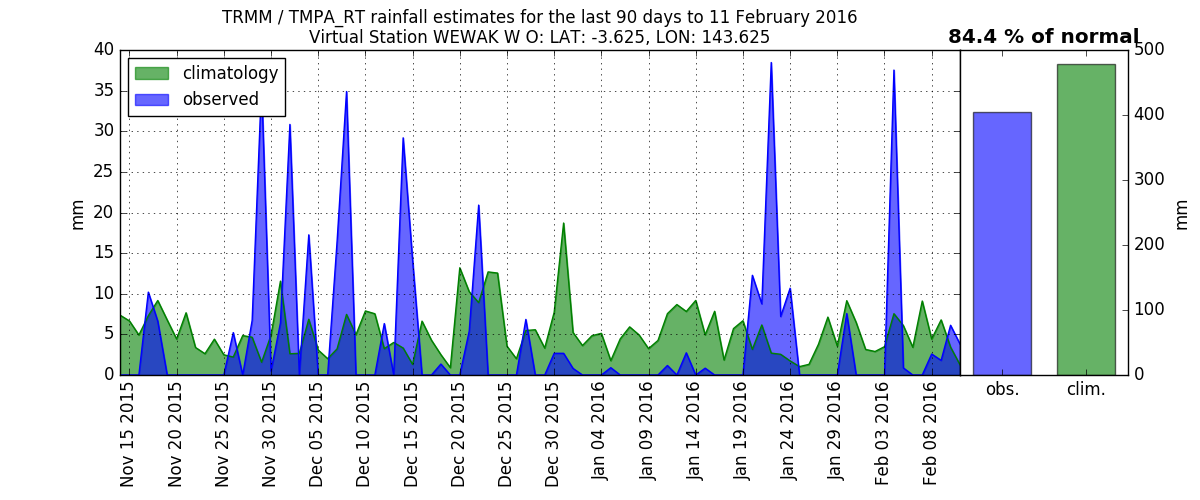 TRMM / TMPA_RT rainfall estimates for the last 90 days to 11 February 2016
Virtual Station WEWAK W O: LAT: -3.625, LON: 143.625
84.4 % of normal
climatology
observed
mm
40
35
30
25
20
15
10
5
0
Nov 15 2015
Nov 20 2015
Nov 25 2015
Nov 30 2015
Dec 05 2015
Dec 10 2015
Dec 15 2015
Dec 20 2015
Dec 25 2015
Dec 30 2015
Jan 04 2016
Jan 09 2016
Jan 14 2016
Jan 19 2016
Jan 24 2016
Jan 29 2016
Feb 03 2016
Feb 08 2016
obs.
clim.
500
400
300
200
100
0
mm